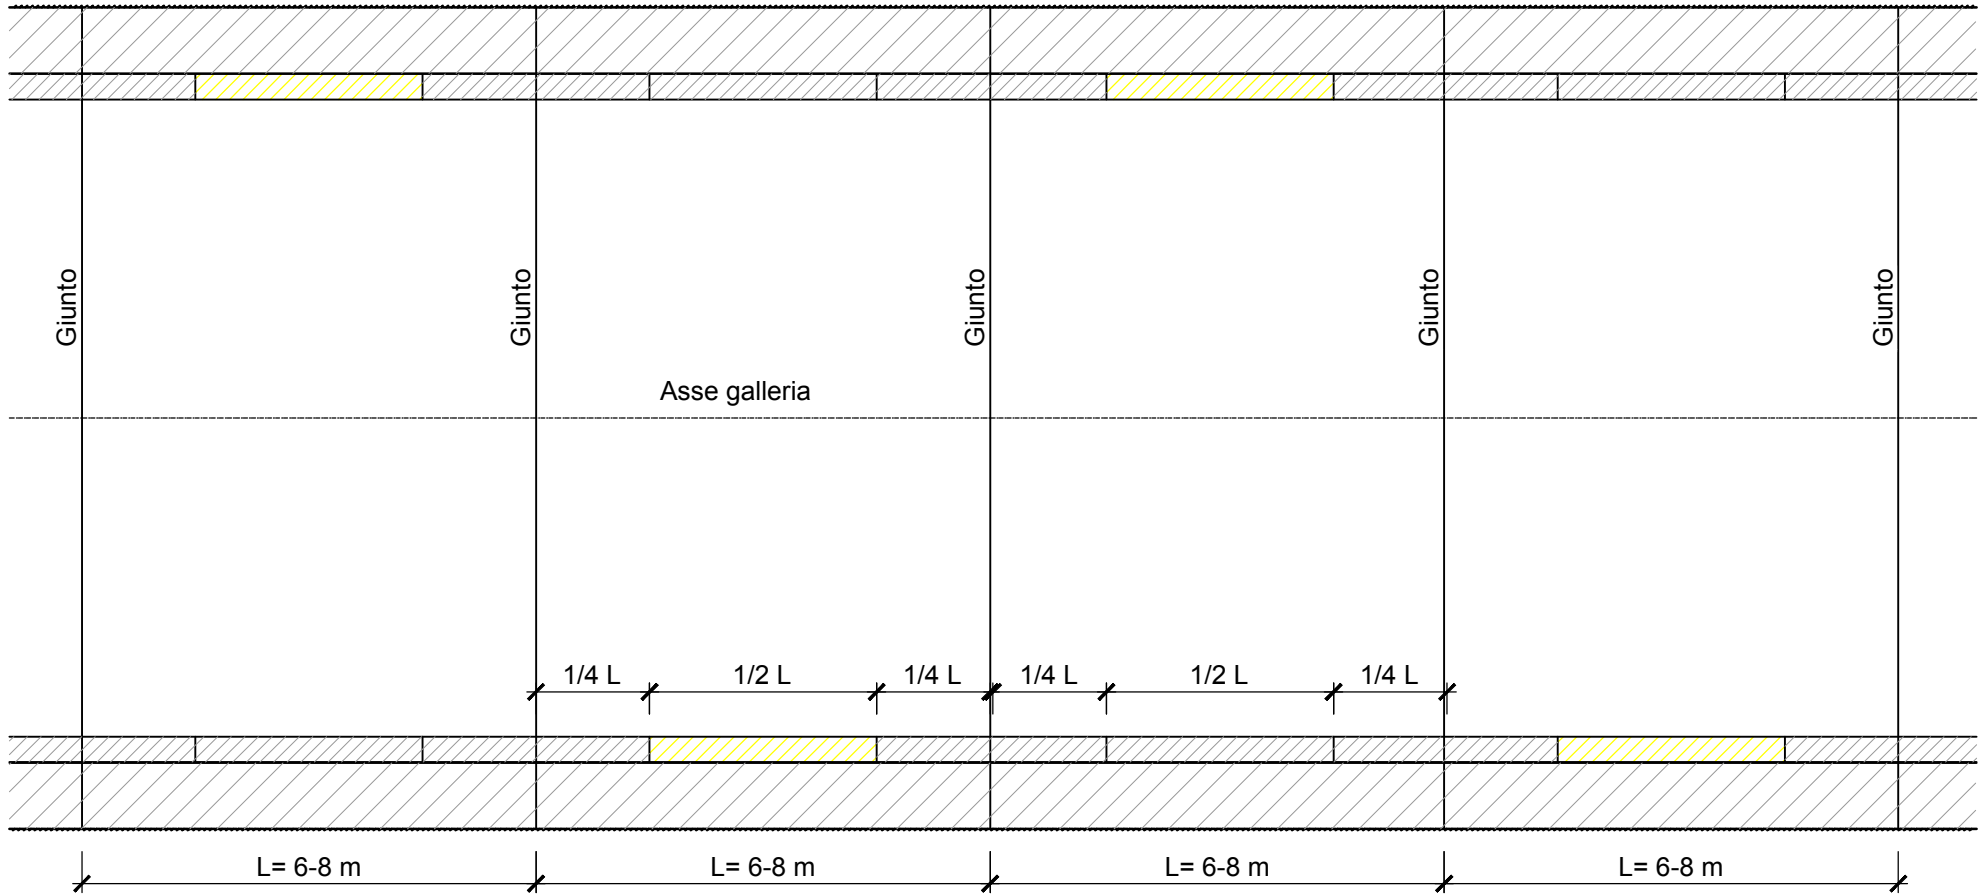 Giunto
Giunto
Giunto
Giunto
Giunto
Asse galleria
1/4 L
1/2 L
1/4 L
1/4 L
1/2 L
1/4 L
L= 6-8 m
L= 6-8 m
L= 6-8 m
L= 6-8 m